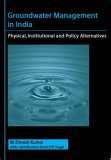 Groundwater Management
in India
Physical, Institutional and Policy Alternatives
M Dinesh Kumar